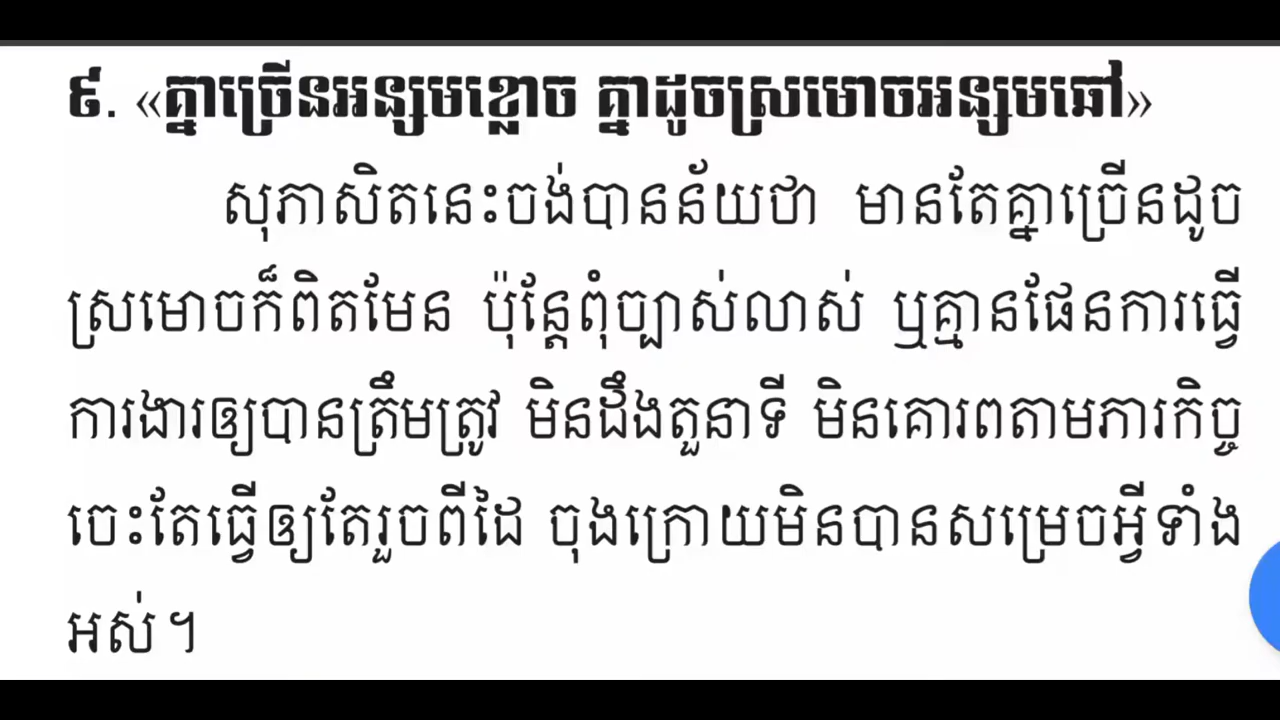 ៩. «គ្នាច្រើនអន្សមខ្លោច គ្នាដូចស្រមោចអន្សមឆៅ»
សុភាសិតនេះចង់បានន័យថា មានតែគ្នាច្រើនដូច
ស្រមោចក៏ពិតមែន ប៉ុន្តែពុំច្បាស់លាស់ ឬគ្មានផែនការធ្វើ
ការងារឲ្យបានត្រឹមត្រូវ មិនដឹងតួនាទី មិនគោរពតាមភារកិច្ច
ចេះតែធ្វើឲ្យតែរួចពីដៃ ចុងក្រោយមិនបានសម្រេចអ្វីទាំង
អស់។